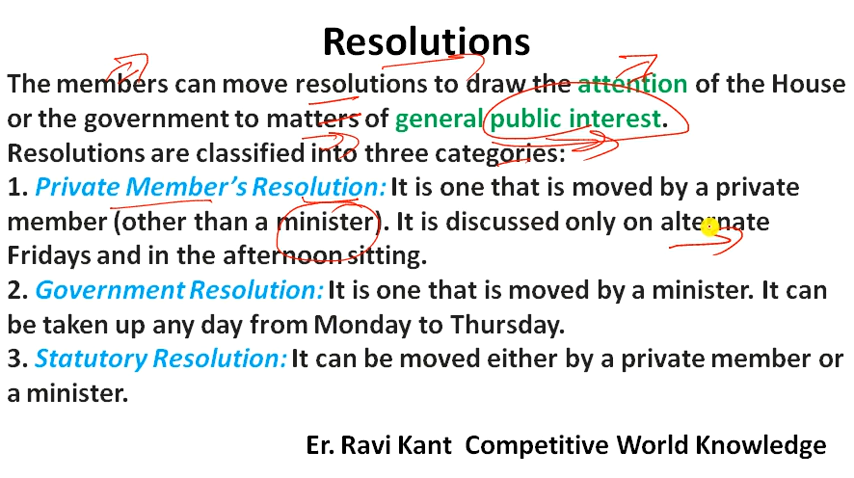 Resolutions
The members can move resolutions to draw the attention of the House
or the government to matters of general public interest.
Resolutions are classified into three categories:
1. Private Member's Resolution: It is one that is moved by a private
member (other than a minister). It is discussed only on alternate
Fridays and in the afternoon sitting.
2. Government Resolution: It is one that is moved by a minister. It can
be taken up any day from Monday to Thursday.
3. Statutory Resolution: It can be moved either by a private member or
a minister.
Er. Ravi Kant  Competitive World Knowledge